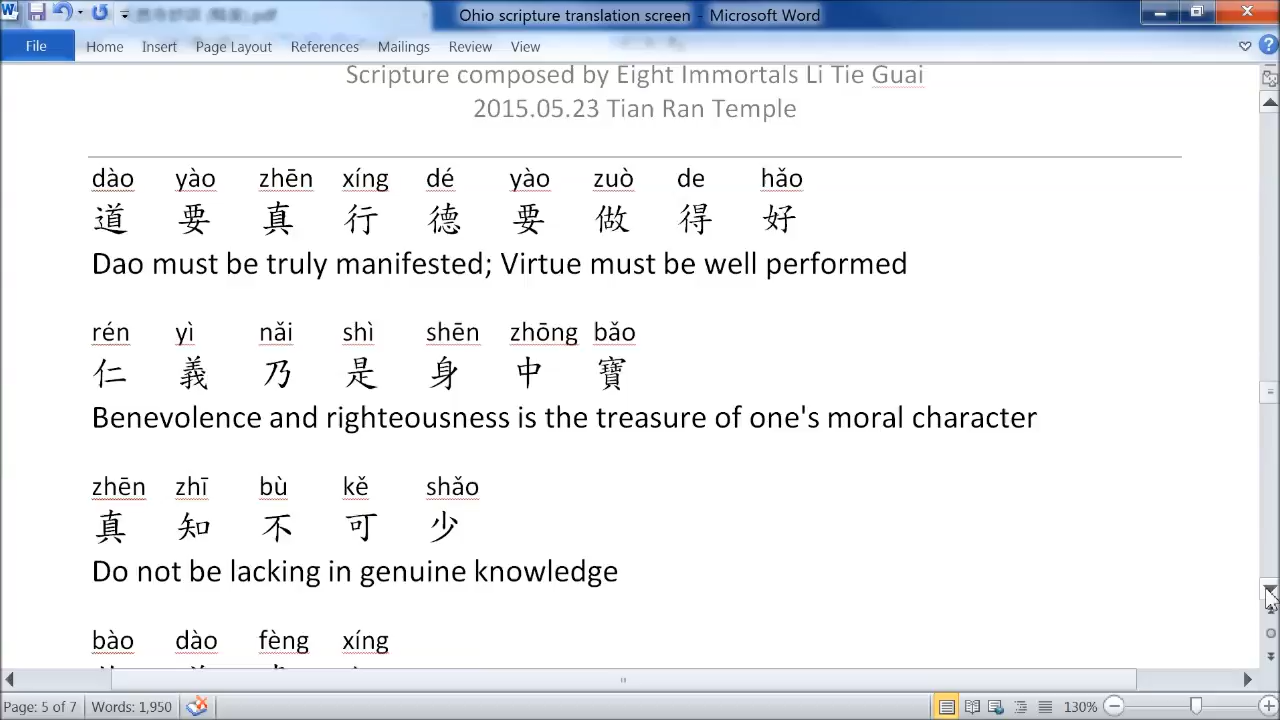 Ohio scripture translation screen - Microsoft Word
File Home Insert Page Layout References Mailings Review View
Scripture composed by Eight Immortals Li Tie Guai
2015.05.23 Tian Ran Temple
dào yào zhēn xíng dé yào zuò de hǎo
道 要 真 行 德 要 做 得 好
Dao must be truly manifested; Virtue must be well performed
rén yì nǎi shì shēn zhōng bǎo
仁 義 乃 是 身 中 寶
Benevolence and righteousness is the treasure of one's moral character
zhēn zhī bù kě shǎo
真 知 不 可 少
Do not be lacking in genuine knowledge
bào dào fèng xíng
Page: 5 of 7 Words: 1,950 130%